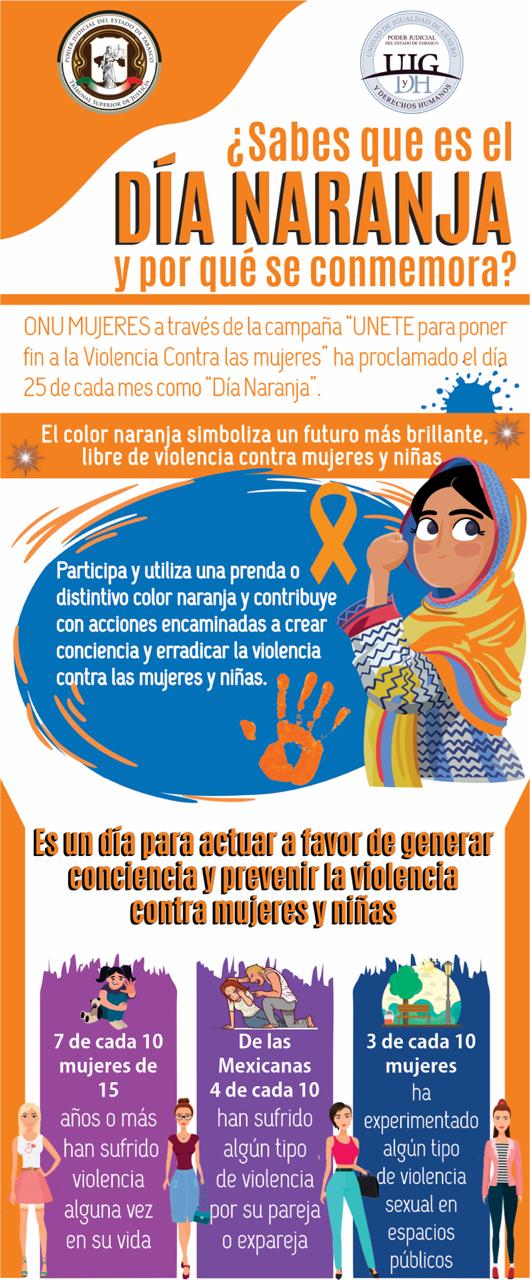 PODER JUDICIAL DEL ESTADO DE TABASCO
TRIBUNAL SUPERIOR DE JUSTICIA
UNIDAD DE IGUALDAD DE GÉNERO
PODER JUDICIAL
DEL ESTADO DE TABASCO
UIG
y
DH
Y DERECHOS HUMANOS
¿Sabes que es el
DÍA NARANJA
y por qué se conmemora?
ONU MUJERES a través de la campaña “UNETE para poner
fin a la Violencia Contra las mujeres” ha proclamado el día
25 de cada mes como “Día Naranja”.
El color naranja simboliza un futuro más brillante,
libre de violencia contra mujeres y niñas
Participa y utiliza una prenda o
distintivo color naranja y contribuye
con acciones encaminadas a crear
conciencia y erradicar la violencia
contra las mujeres y niñas.
Es un día para actuar a favor de generar
conciencia y prevenir la violencia
contra mujeres y niñas
7 de cada 10
mujeres de
15
años o más
han sufrido
violencia
alguna vez
en su vida
De las
Mexicanas
4 de cada 10
han sufrido
algún tipo
de violencia
por su pareja
o expareja
3 de cada 10
mujeres
ha
experimentado
algún tipo
de violencia
sexual en
espacios
públicos